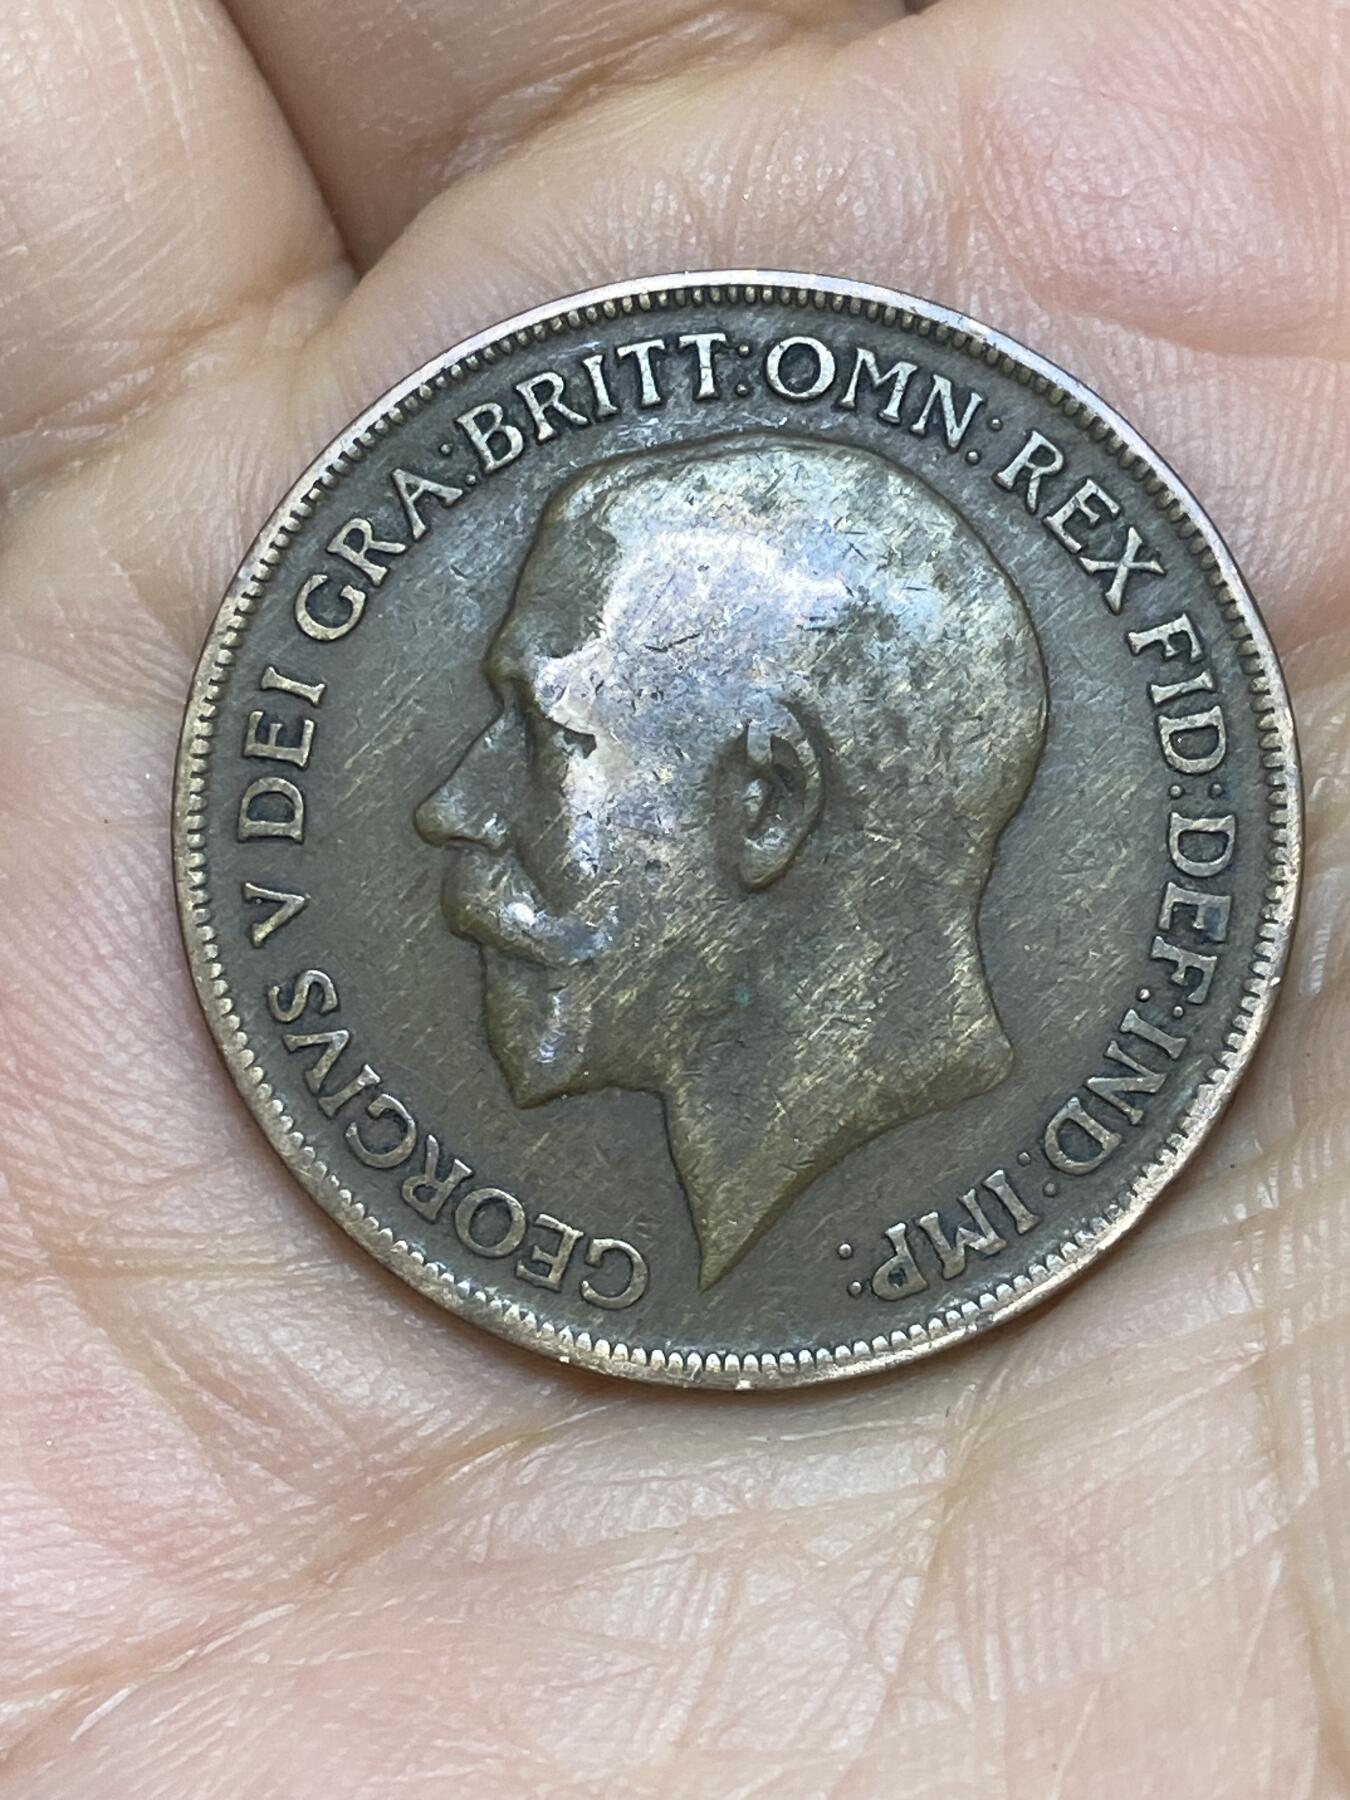 GEORGIVS V DEI GRA:BRITT:OMN:REX FID:DEF:IND:IMP: